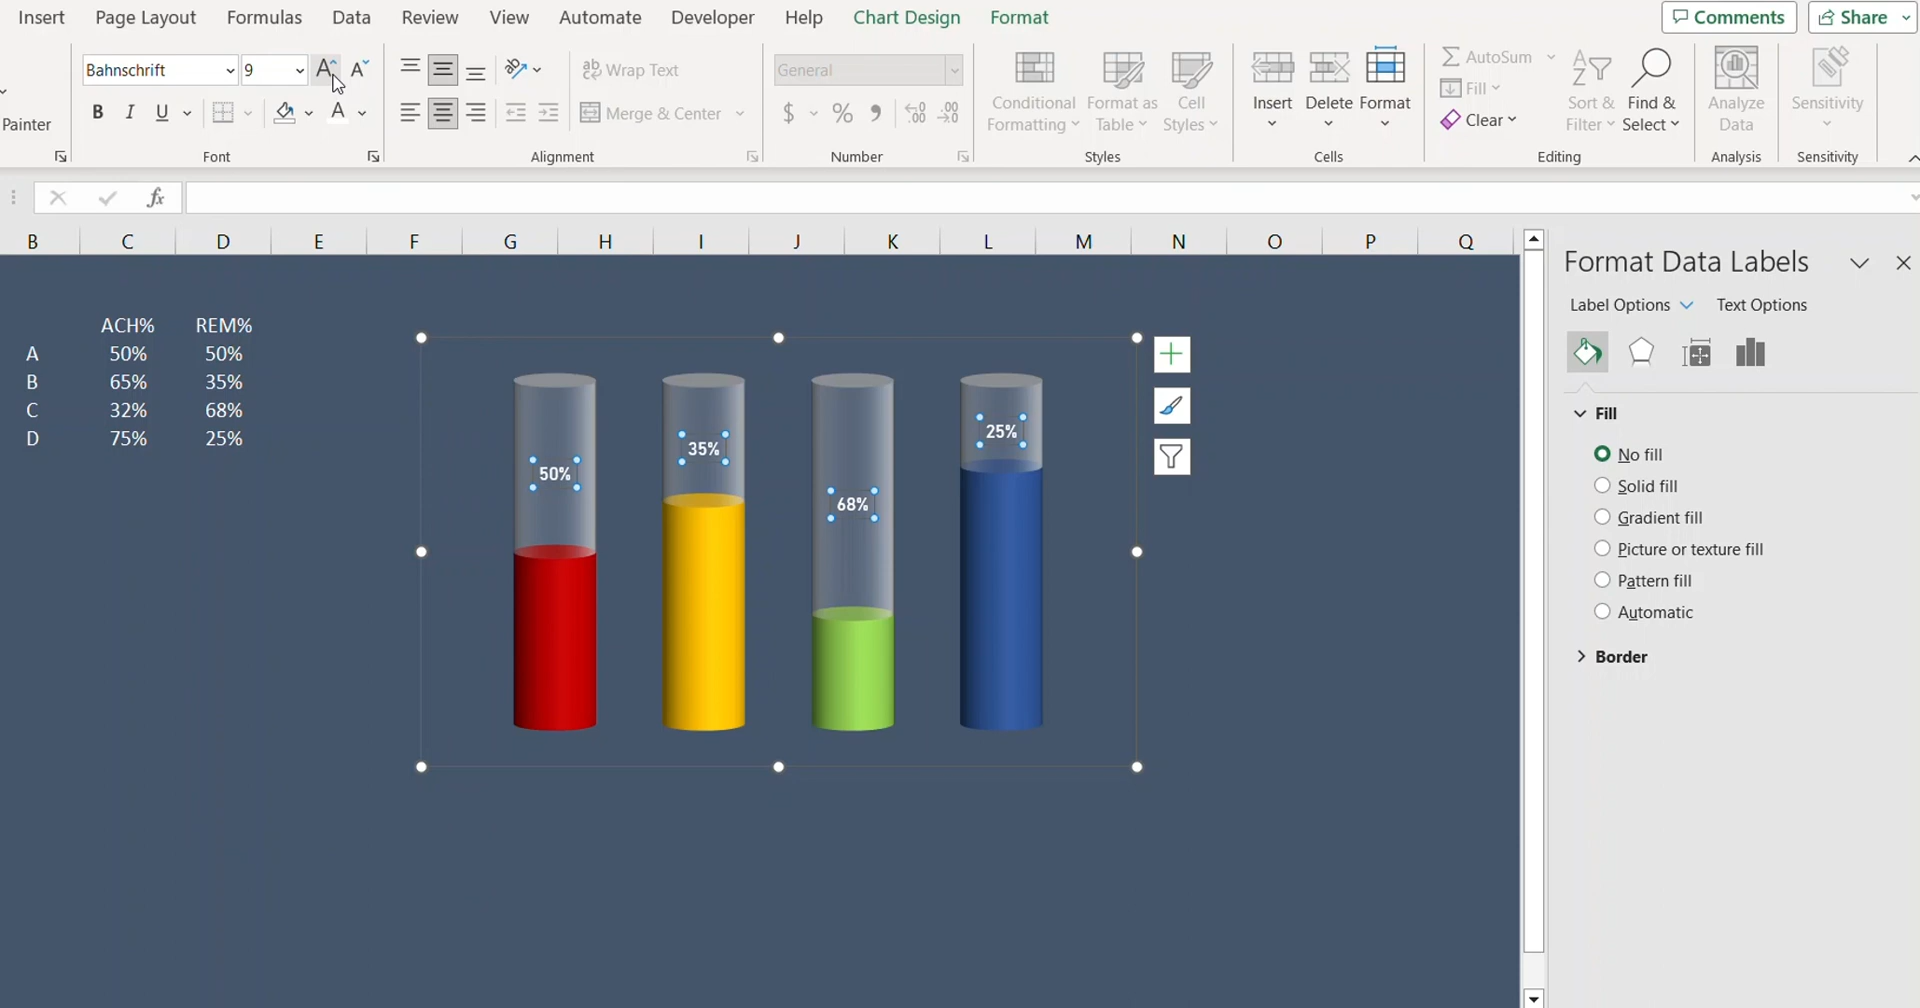 Insert Page Layout Formulas Data Review View Automate Developer Help Chart Design Format Comments Share
Bahnschrift 9 A A Wrap Text General AutoSum
Painter B I U A Merge & Center $ % Conditional Formatting Format as Table Cell Styles Insert Delete Format Fill Clear Sort & Filter Find & Select Analyze Data Sensitivity
Font Alignment Number Styles Cells Editing Analysis Sensitivity
fx
B C D E F G H I J K L M N O P Q
ACH% REM%
A 50% 50%
B 65% 35%
C 32% 68%
D 75% 25%
50% 35% 68% 25%
Format Data Labels
Label Options Text Options
Fill
No fill
Solid fill
Gradient fill
Picture or texture fill
Pattern fill
Automatic
Border